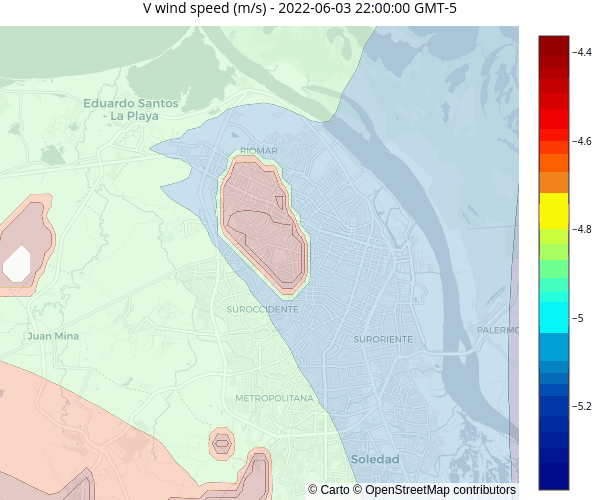 V wind speed (m/s) - 2022-06-03 22:00:00 GMT-5
−4.4
Eduardo Santos
- La Playa
−4.6
RIOMAR
−4.8
SUROCCIDENTE
−5
PALERMO
Juan Mina
SURORIENTE
METROPOLITANA
−5.2
Soledad
© Carto © OpenStreetMap contributors